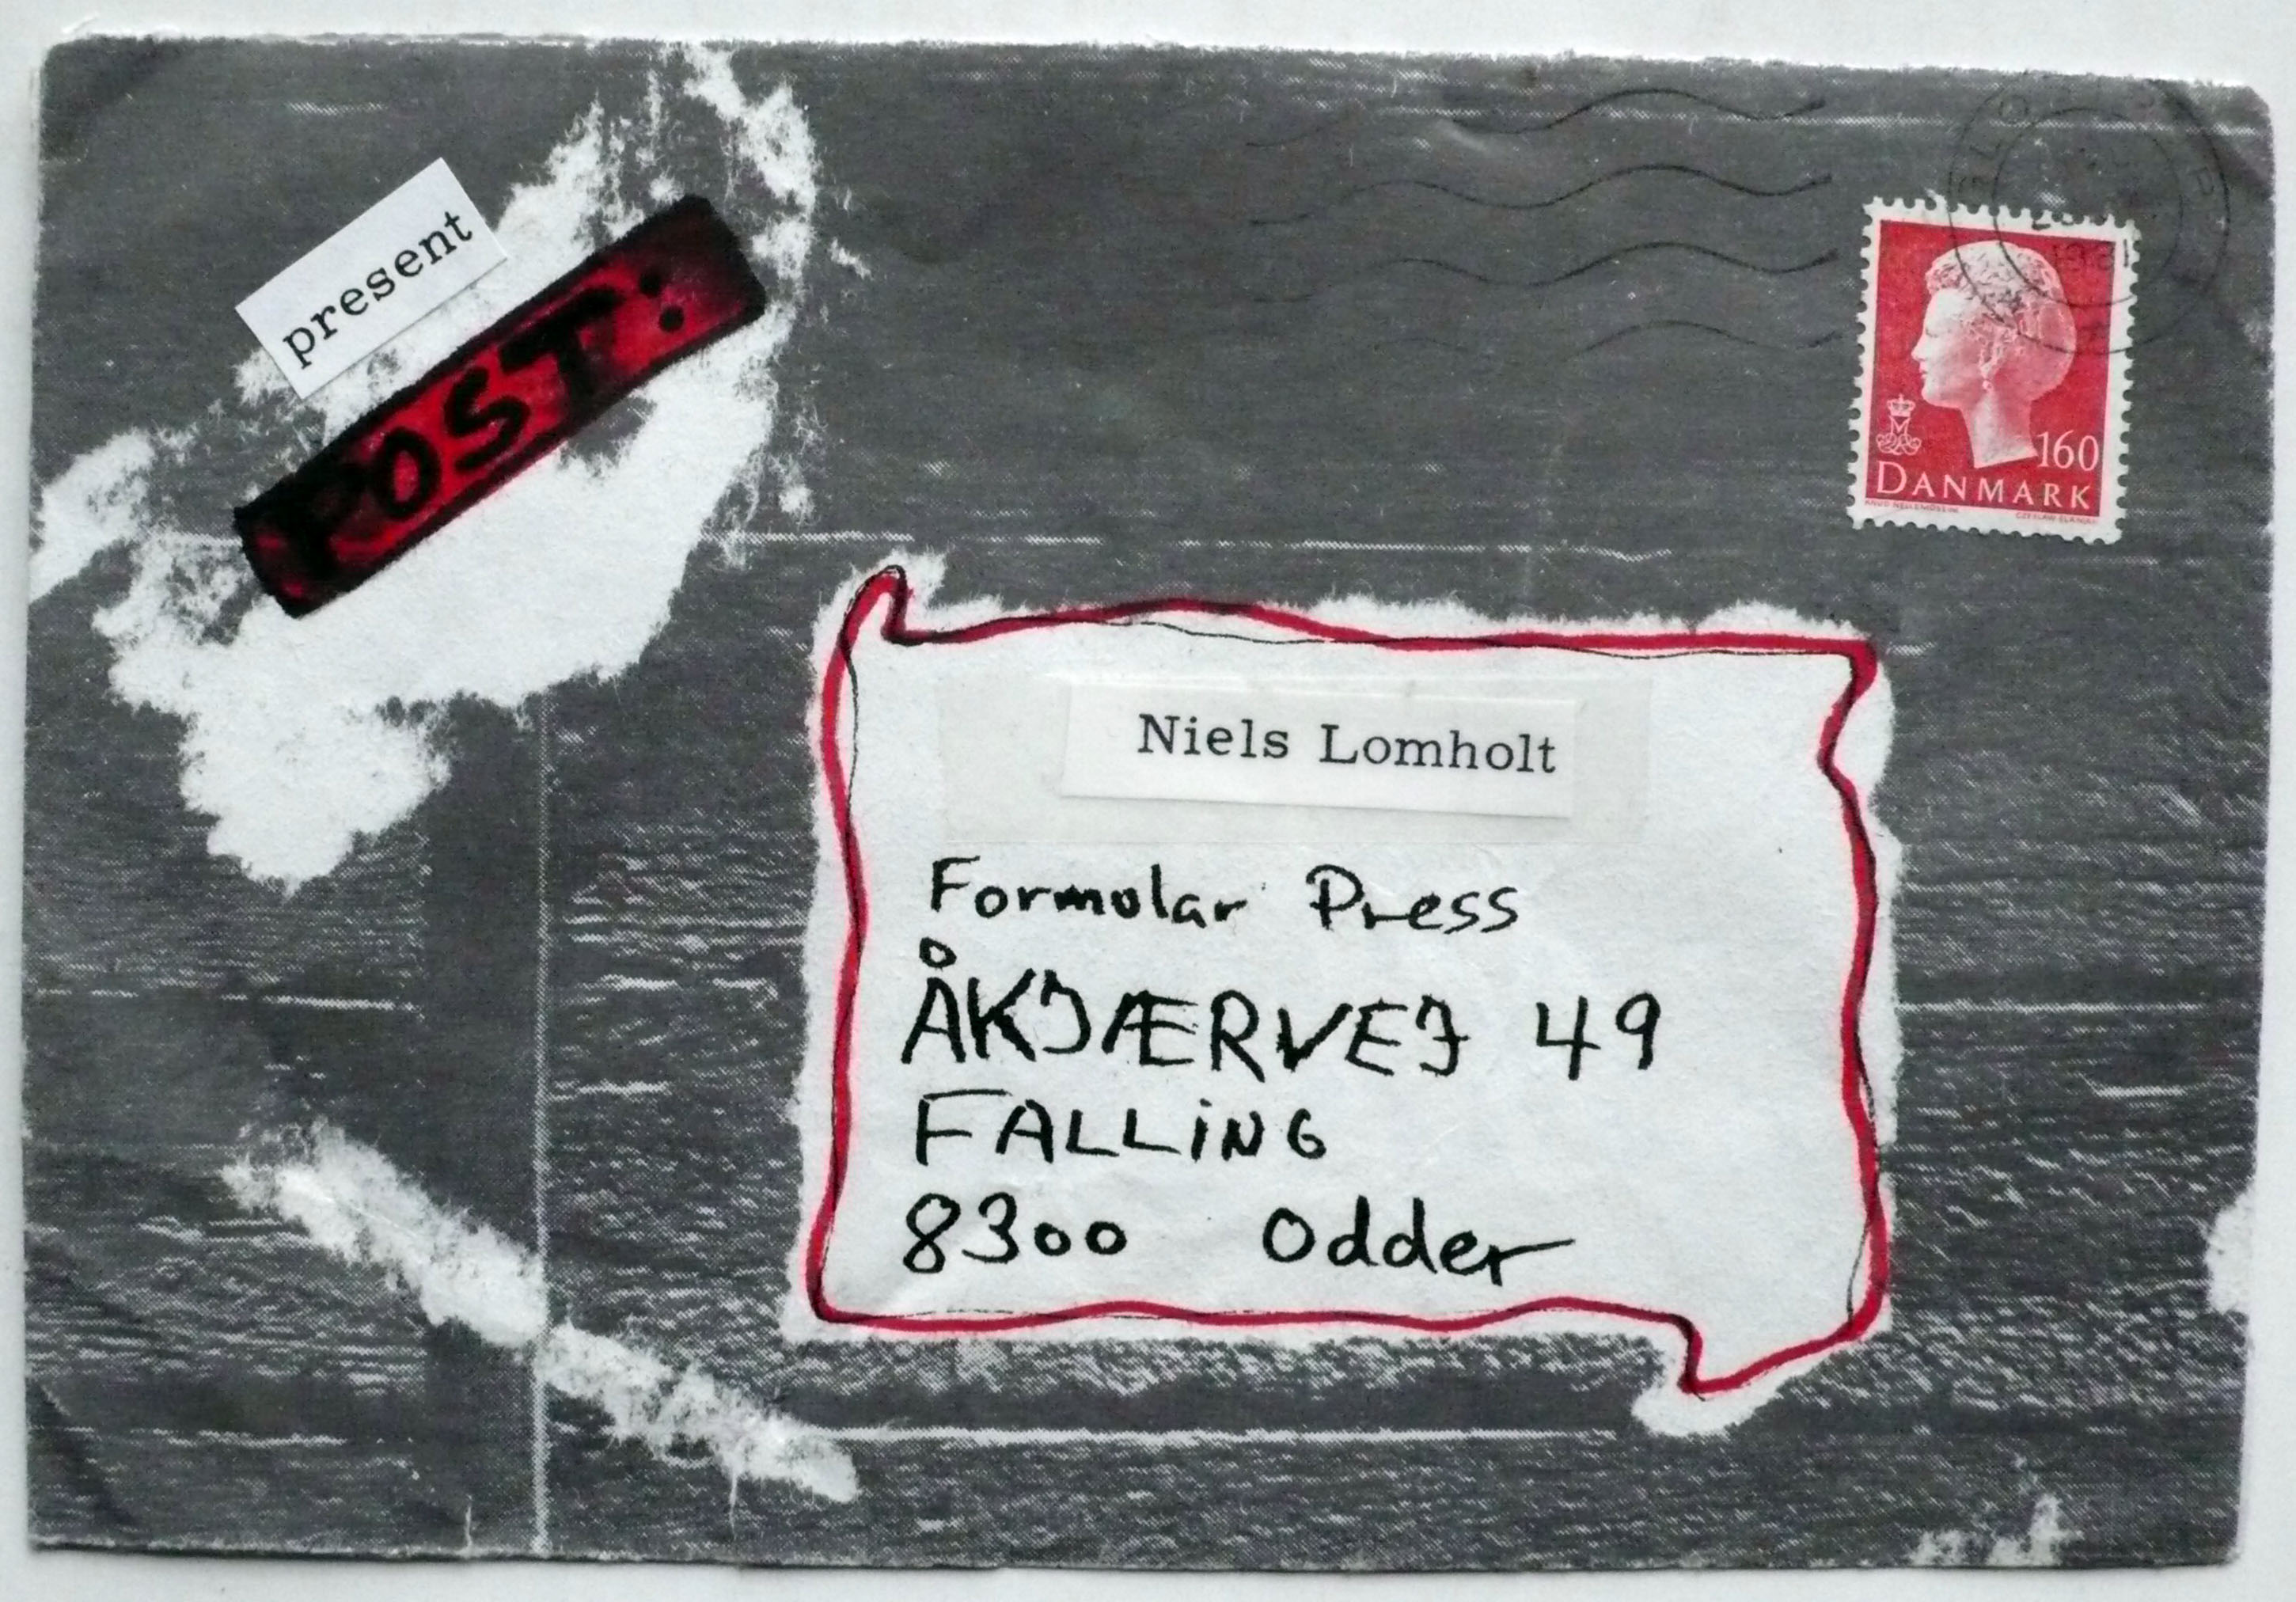 present
POST:
160
DANMARK
Niels Lomholt
Formular Press
ÅKJÆRVEJ 49
FALLING
8300 Odder